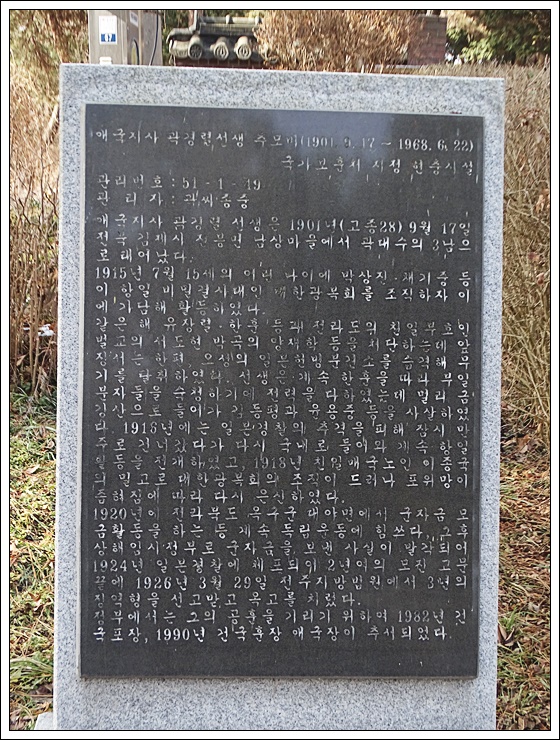 애국지사 곽경렬선생 추모비(1901. 9. 17 ~ 1968. 6. 22)
국가보훈처 지정 현충시설
관리번호 : 51 - 1 - 19
관 리 자 : 곽씨종중
애국지사 곽경렬 선생은 1901년(고종28) 9월 17일
전북 김제시 진봉면 남상마을에서 곽대수의 3남으
로 태어났다.
1915년 7월 15세의 어린 나이에 박상진·채기중 등
이 항일 비밀결사대인 대한광복회를 조직하자 이
에 가담해 활동하였다.
같은 해 유장렬·한훈 등과 전라도의 친일부호인
벌교의 서도현 박곡의 양재학 등을 처단하는데 앞
장서는 한편 오성의 일본헌병분견소를 습격해 무
기를 탈취하였다. 선생은 계속 한훈을 따라 친일
분자들을 숙청하기에 전력을 다하였는데 멀리 금
강산으로 들어가 김동평과 유용중 등을 사살하였
다. 1916년에는 일본경찰의 추격을 피해 잠시 만
주로 건너갔다가 다시 국내로 들어와 계속 항일
활동을 전개하였고, 1918년 친일매국노인 이종국
의 밀고로 대한광복회의 조직이 드러나 포위망이
좁혀짐에 따라 다시 은신하였다.
1920년에 전라북도 옥구군 대야면에서 군자금 모
금활동을 하는 등 계속 독립운동에 힘쓰다 그 후
상해임시정부로 군자금을 보낸 사실이 발각되어
1924년 일본경찰에 체포되어 2년여의 모진 고문
끝에 1926년 3월 29일 전주지방법원에서 3년의
징역형을 선고받고 옥고를 치렀다.
정부에서는 그의 공훈을 기리기 위하여 1982년 건
국포장, 1990년 건국훈장 애국장이 추서되었다.